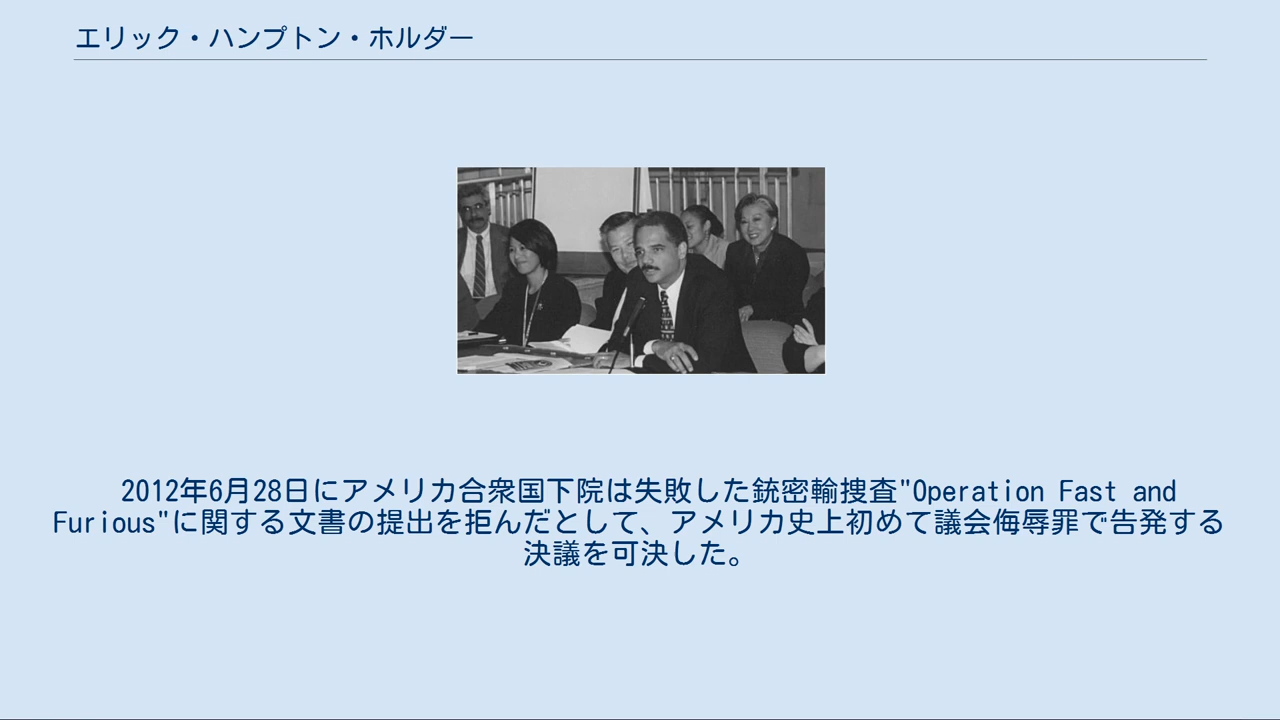 エリック・ハンプトン・ホルダー
2012年6月28日にアメリカ合衆国下院は失敗した銃密輸捜査"Operation Fast and
Furious"に関する文書の提出を拒んだとして、アメリカ史上初めて議会侮辱罪で告発する
決議を可決した。